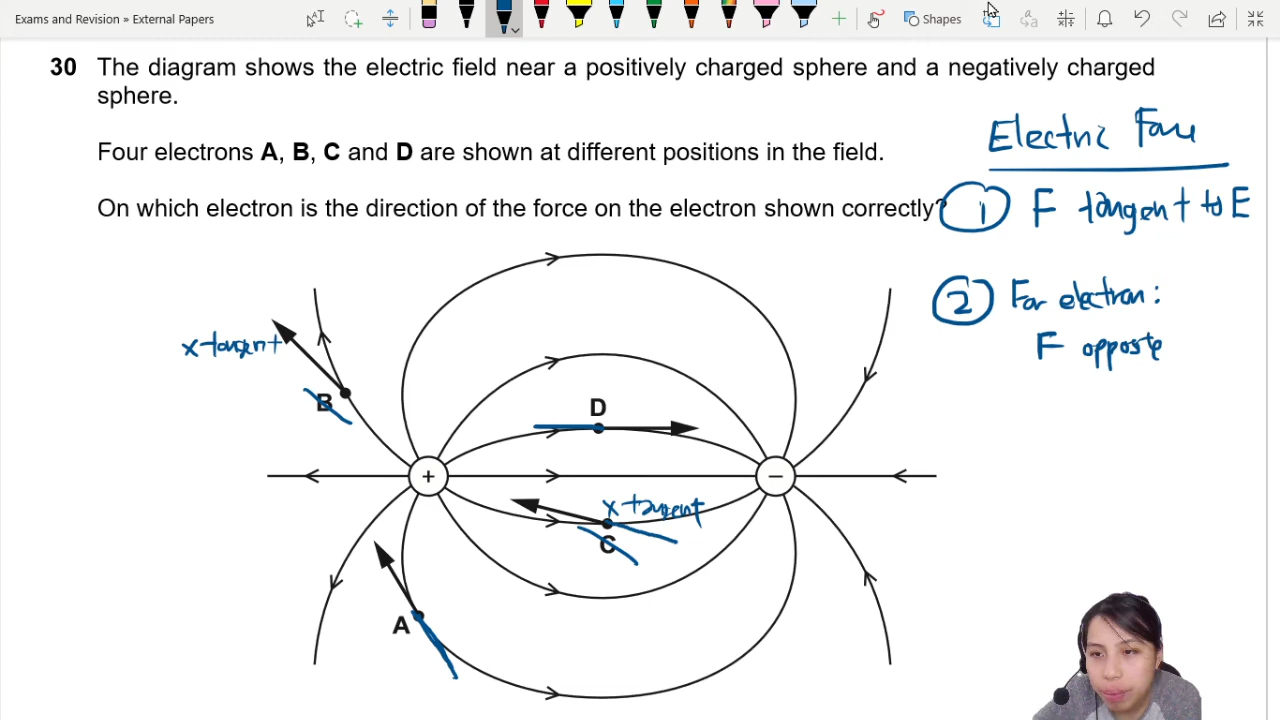 Exams and Revision » External Papers
Shapes
30 The diagram shows the electric field near a positively charged sphere and a negatively charged
sphere.
Four electrons A, B, C and D are shown at different positions in the field.
On which electron is the direction of the force on the electron shown correctly?
Electric Force
1 F tangent to E
2 For electron:
F opposite
x tangent
B
D
+
−
x tangent
C
A